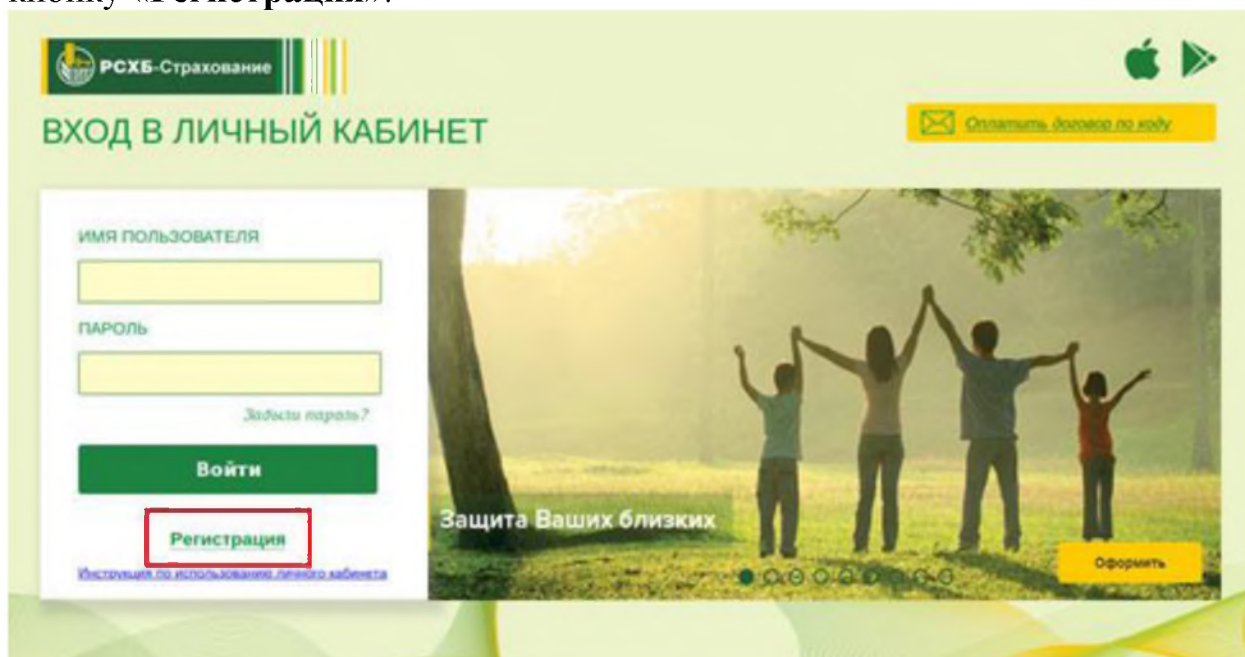 кнопку «Регистрация».
РСХБ-Страхование
ВХОД В ЛИЧНЫЙ КАБИНЕТ
Оплатить договор по коду
ИМЯ ПОЛЬЗОВАТЕЛЯ
ПАРОЛЬ
Забыли пароль?
Войти
Регистрация
Инструкция по использованию личного кабинета
Защита Ваших близких
Оформить